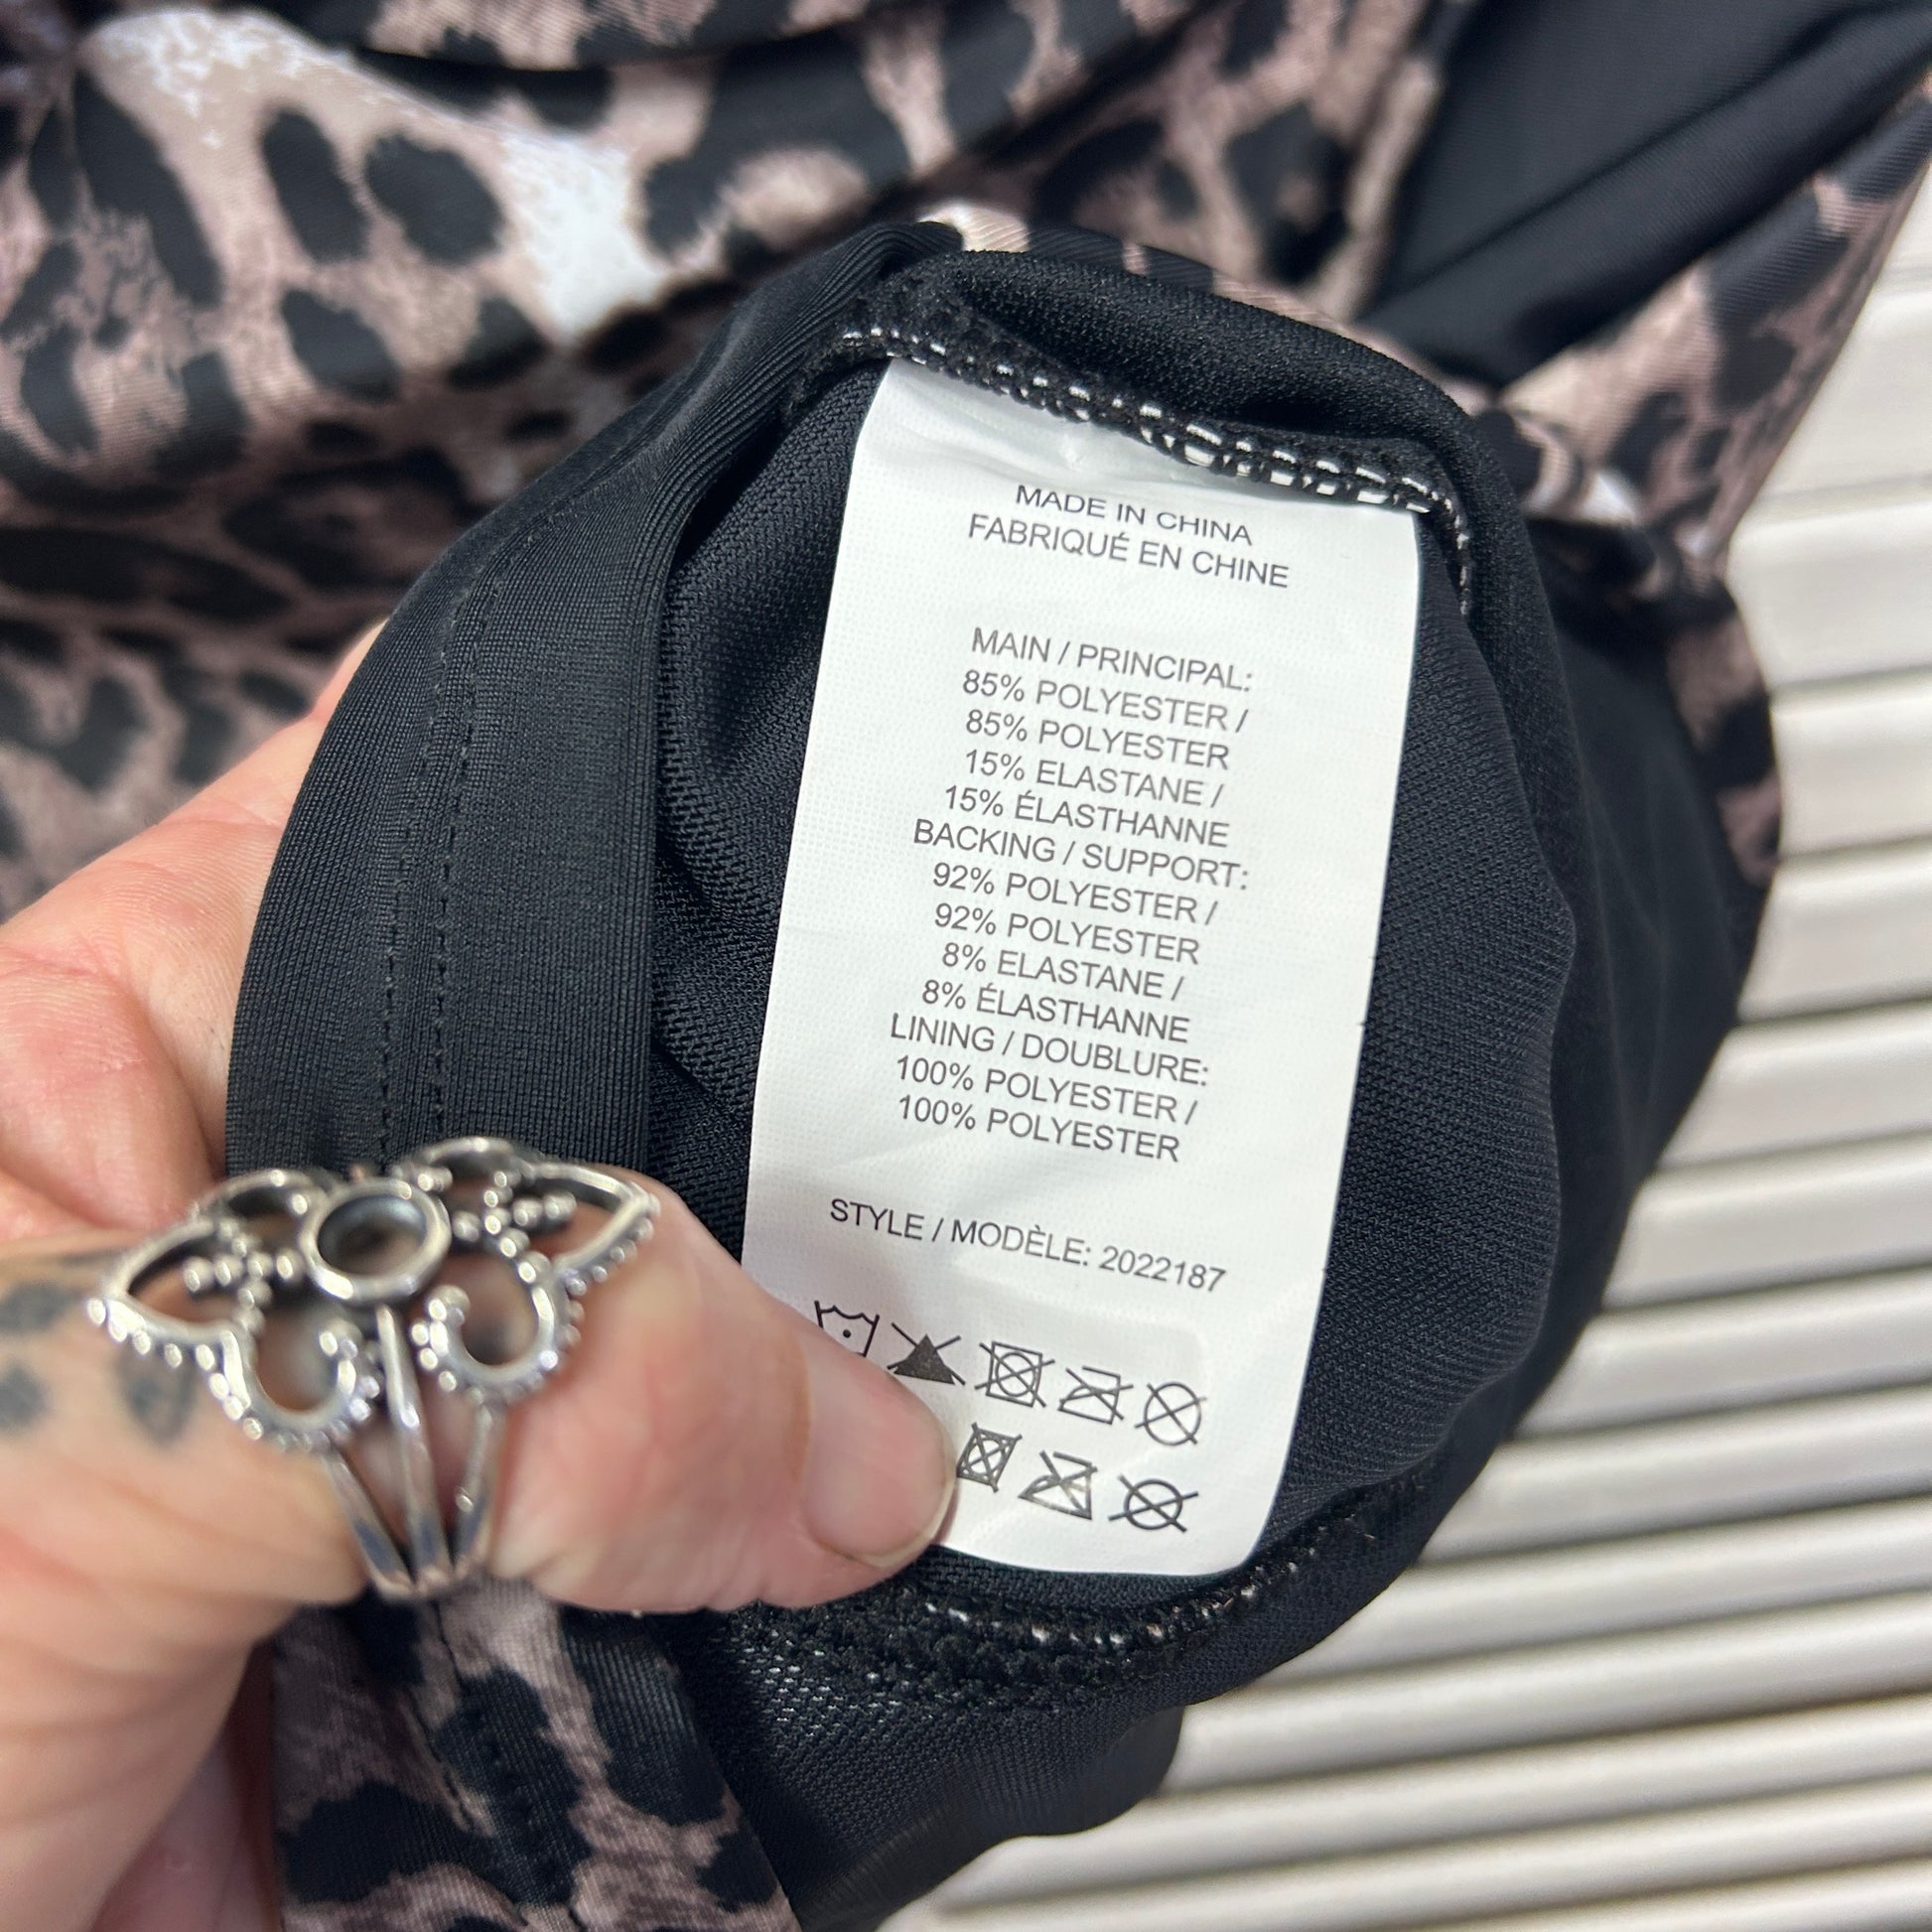 MADE IN CHINA
FABRIQUÉ EN CHINE
MAIN / PRINCIPAL:
85% POLYESTER /
85% POLYESTER
15% ELASTANE /
15% ÉLASTHANNE
BACKING / SUPPORT:
92% POLYESTER /
92% POLYESTER
8% ELASTANE /
8% ÉLASTHANNE
LINING / DOUBLURE:
100% POLYESTER /
100% POLYESTER
STYLE / MODÈLE: 2022187